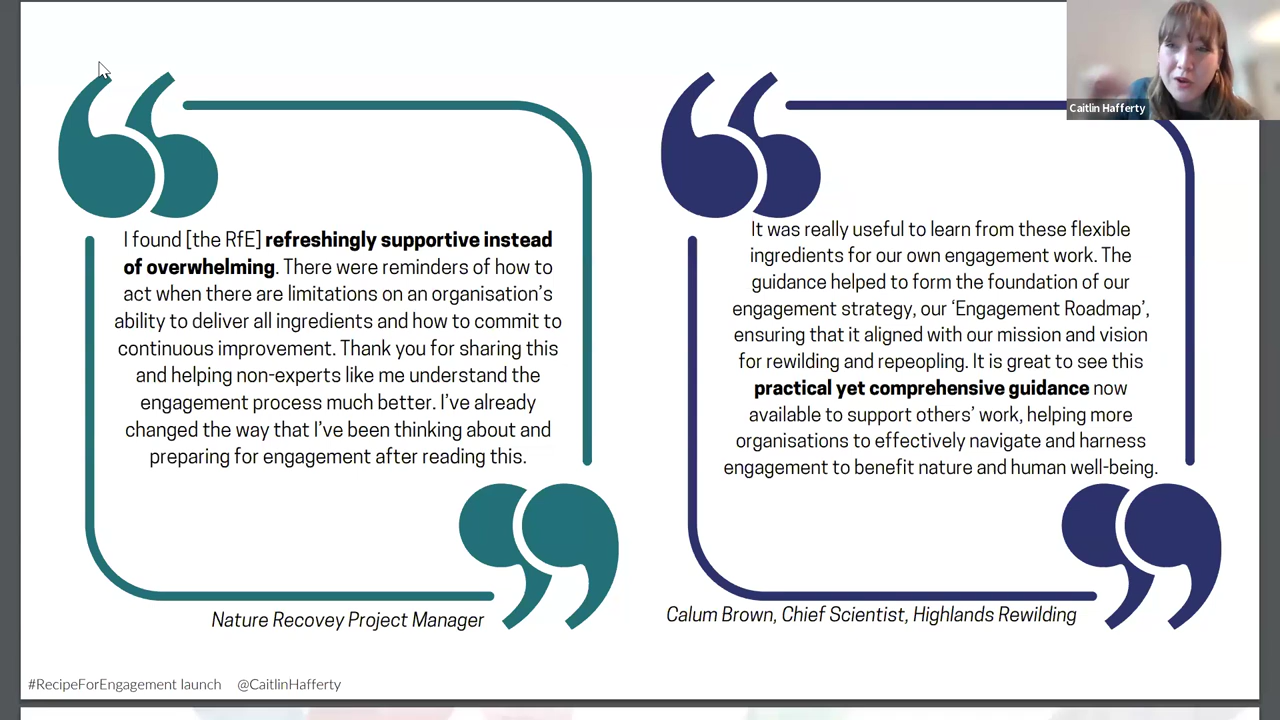 Caitlin Hafferty
I found [the RfE] refreshingly supportive instead
of overwhelming. There were reminders of how to
act when there are limitations on an organisation’s
ability to deliver all ingredients and how to commit to
continuous improvement. Thank you for sharing this
and helping non-experts like me understand the
engagement process much better. I’ve already
changed the way that I’ve been thinking about and
preparing for engagement after reading this.
Nature Recovey Project Manager
It was really useful to learn from these flexible
ingredients for our own engagement work. The
guidance helped to form the foundation of our
engagement strategy, our ‘Engagement Roadmap’,
ensuring that it aligned with our mission and vision
for rewilding and repeopling. It is great to see this
practical yet comprehensive guidance now
available to support others’ work, helping more
organisations to effectively navigate and harness
engagement to benefit nature and human well-being.
Calum Brown, Chief Scientist, Highlands Rewilding
#RecipeForEngagement launch @CaitlinHafferty